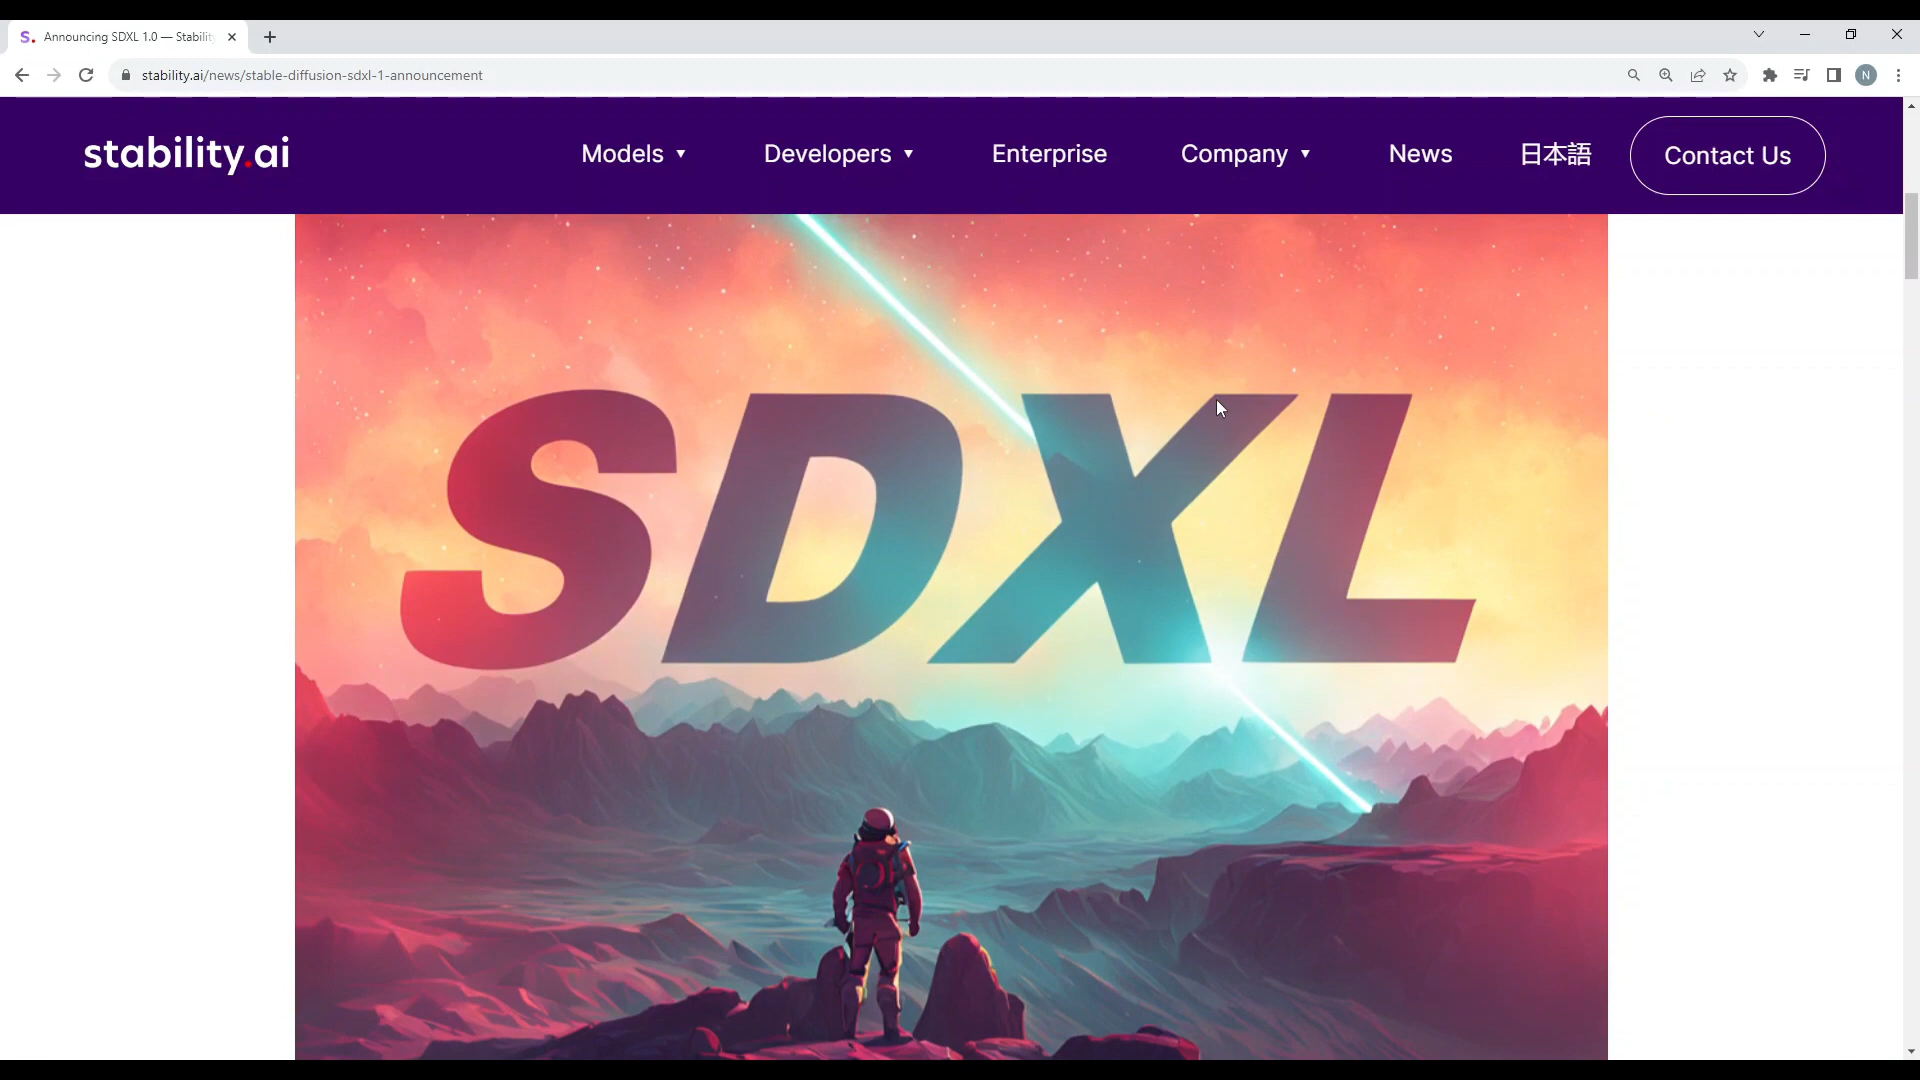 S. Announcing SDXL 1.0 — Stability
stability.ai/news/stable-diffusion-sdxl-1-announcement
N
stability.ai
Models ▼
Developers ▼
Enterprise
Company ▼
News
日本語
Contact Us
SDXL